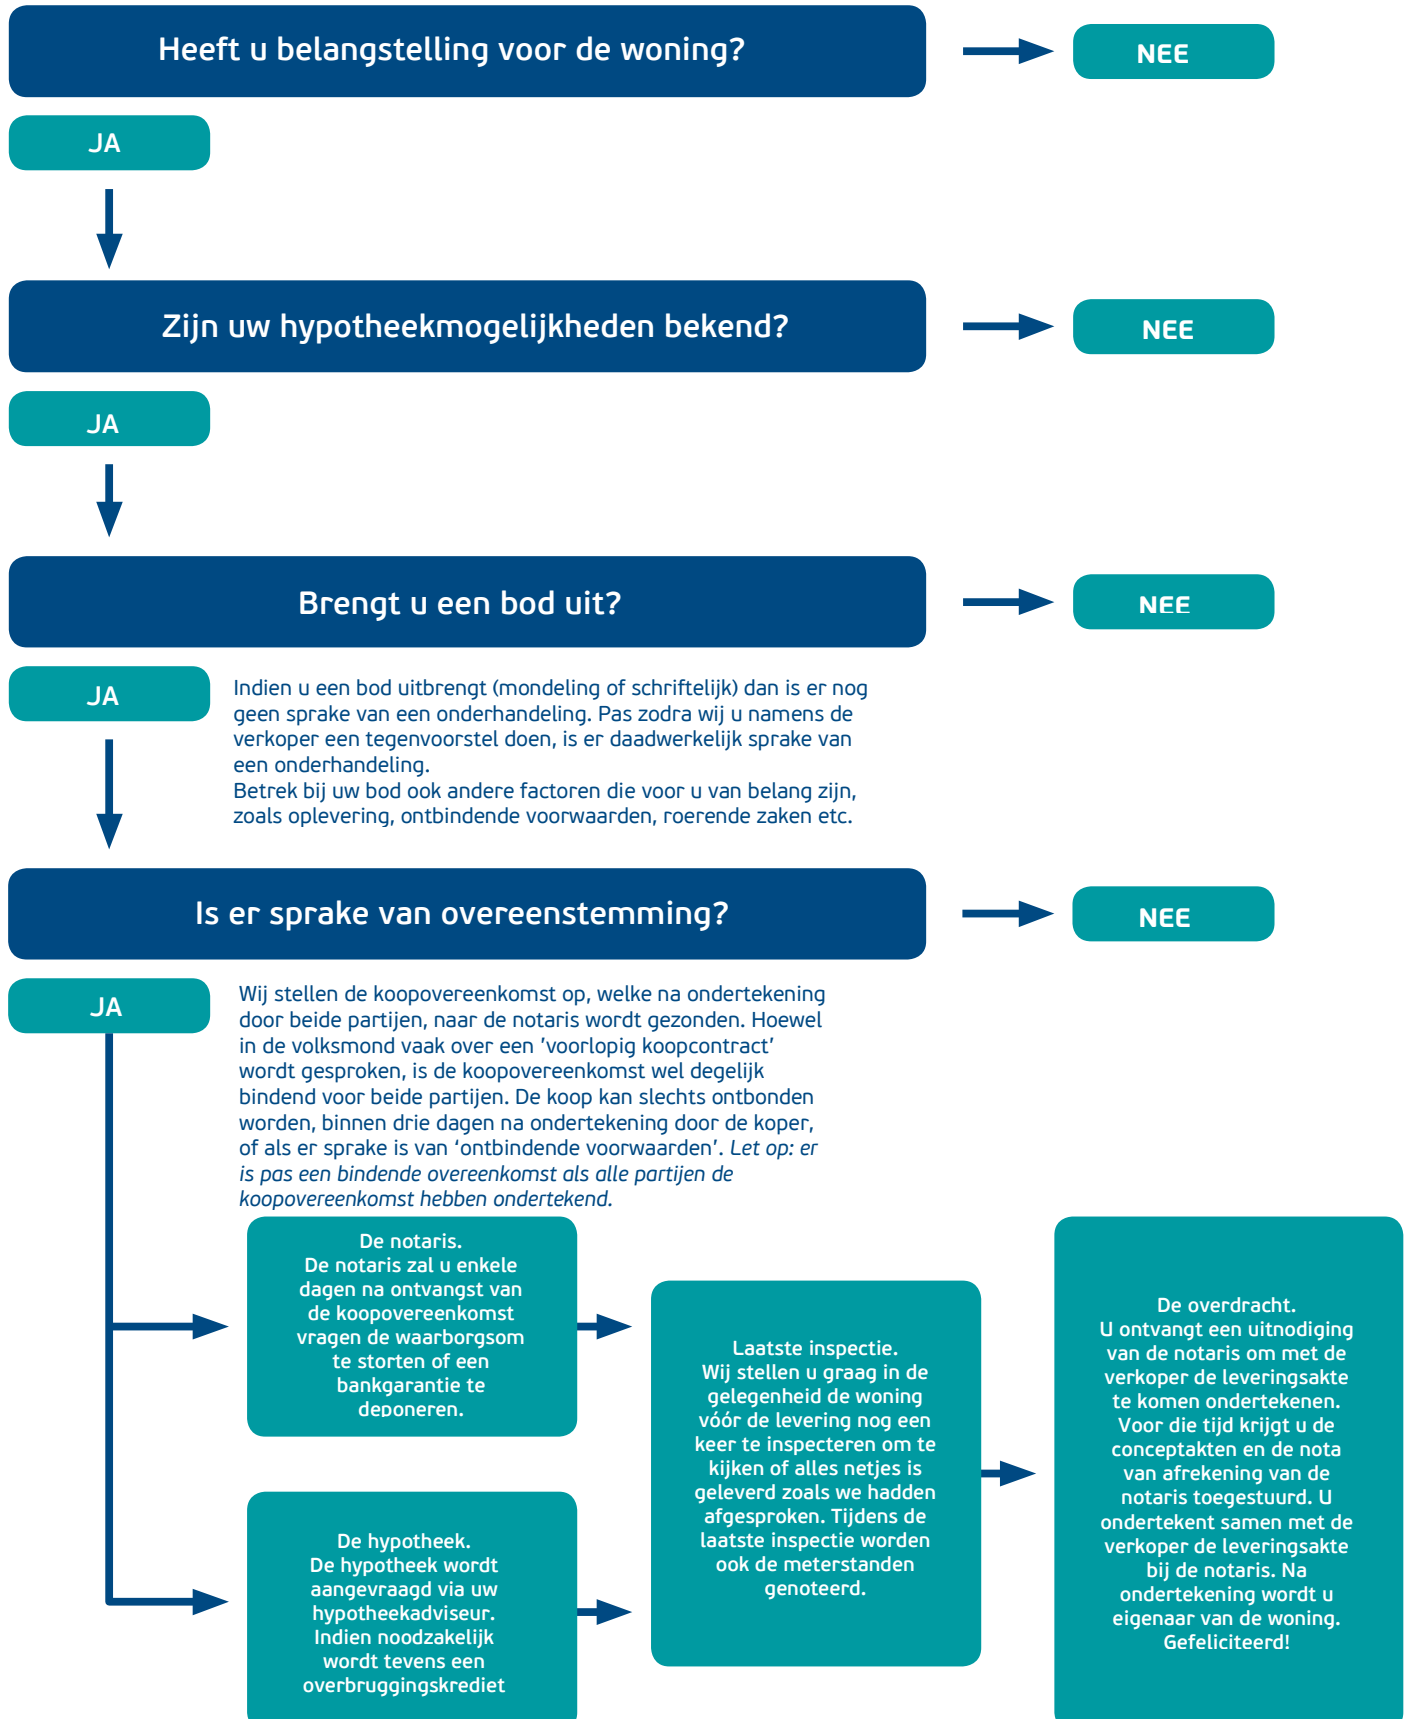 Heeft u belangstelling voor de woning?
NEE
JA
Zijn uw hypotheekmogelijkheden bekend?
NEE
JA
Brengt u een bod uit?
NEE
JA
Indien u een bod uitbrengt (mondeling of schriftelijk) dan is er nog
geen sprake van een onderhandeling. Pas zodra wij u namens de
verkoper een tegenvoorstel doen, is er daadwerkelijk sprake van
een onderhandeling.
Betrek bij uw bod ook andere factoren die voor u van belang zijn,
zoals oplevering, ontbindende voorwaarden, roerende zaken etc.
Is er sprake van overeenstemming?
NEE
JA
Wij stellen de koopovereenkomst op, welke na ondertekening
door beide partijen, naar de notaris wordt gezonden. Hoewel
in de volksmond vaak over een 'voorlopig koopcontract'
wordt gesproken, is de koopovereenkomst wel degelijk
bindend voor beide partijen. De koop kan slechts ontbonden
worden, binnen drie dagen na ondertekening door de koper,
of als er sprake is van ‘ontbindende voorwaarden’. Let op: er
is pas een bindende overeenkomst als alle partijen de
koopovereenkomst hebben ondertekend.
De notaris.
De notaris zal u enkele
dagen na ontvangst van
de koopovereenkomst
vragen de waarborgsom
te storten of een
bankgarantie te
deponeren.
De hypotheek.
De hypotheek wordt
aangevraagd via uw
hypotheekadviseur.
Indien noodzakelijk
wordt tevens een
overbruggingskrediet
Laatste inspectie.
Wij stellen u graag in de
gelegenheid de woning
vóór de levering nog een
keer te inspecteren om te
kijken of alles netjes is
geleverd zoals we hadden
afgesproken. Tijdens de
laatste inspectie worden
ook de meterstanden
genoteerd.
De overdracht.
U ontvangt een uitnodiging
van de notaris om met de
verkoper de leveringsakte
te komen ondertekenen.
Voor die tijd krijgt u de
conceptakten en de nota
van afrekening van de
notaris toegestuurd. U
ondertekent samen met de
verkoper de leveringsakte
bij de notaris. Na
ondertekening wordt u
eigenaar van de woning.
Gefeliciteerd!